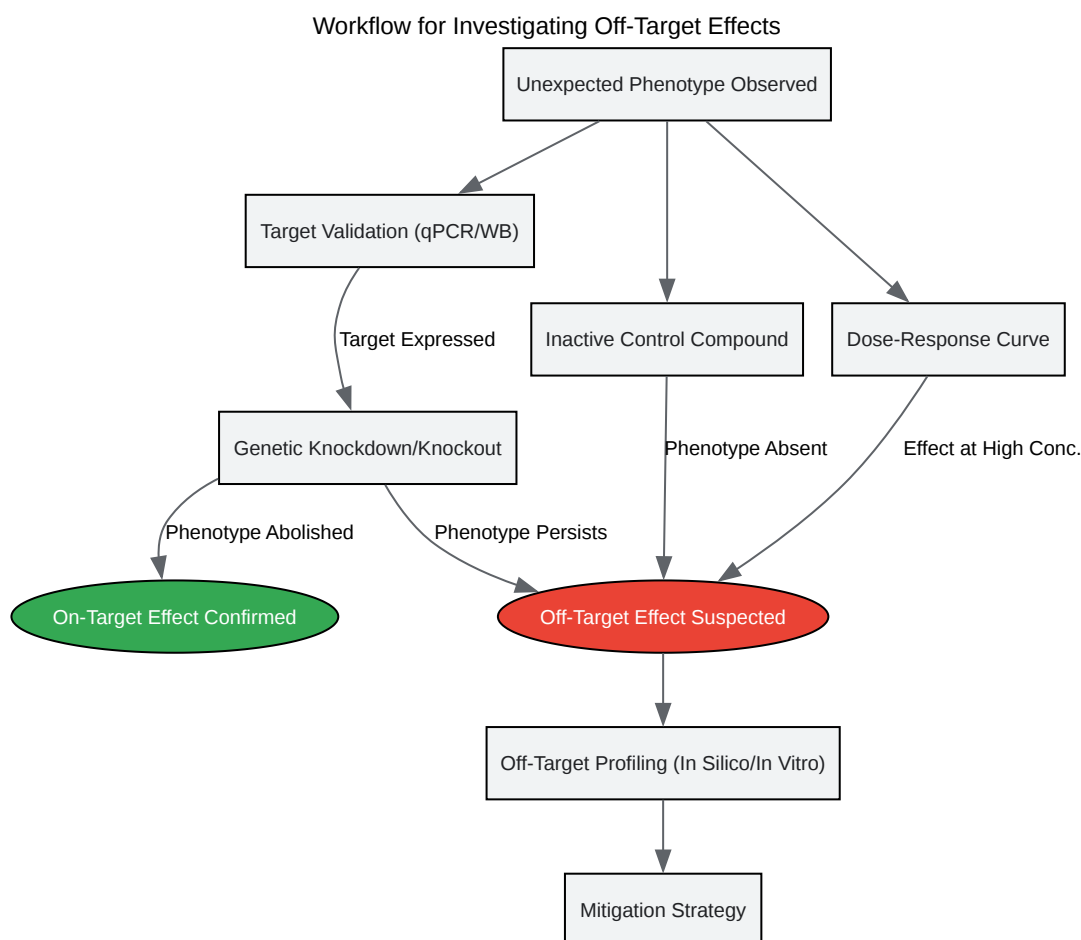 Workflow for Investigating Off-Target Effects
Unexpected Phenotype Observed
Target Validation (qPCR/WB)
Target Expressed
Inactive Control Compound
Dose-Response Curve
Genetic Knockdown/Knockout
Phenotype Absent
Effect at High Conc.
Phenotype Abolished
Phenotype Persists
On-Target Effect Confirmed
Off-Target Effect Suspected
Off-Target Profiling (In Silico/In Vitro)
Mitigation Strategy